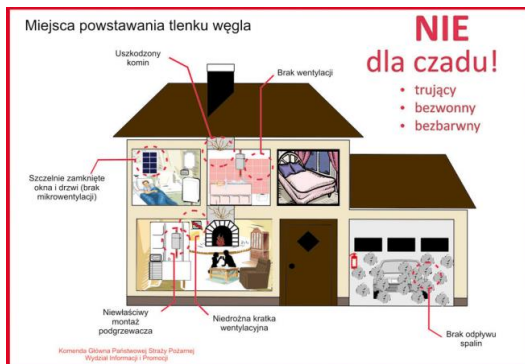 Miejsca powstawania tlenku węgla
NIE
dla czadu!
• trujący
• bezwonny
• bezbarwny
Uszkodzony
komin
Brak wentylacji
Szczelnie zamknięte
okna i drzwi (brak
mikrowentylacji)
Niewłaściwy
montaż
podgrzewacza
Niedrożna kratka
wentylacyjna
Brak odpływu
spalin
Komenda Główna Państwowej Straży Pożarnej
Wydział Informacji i Promocji